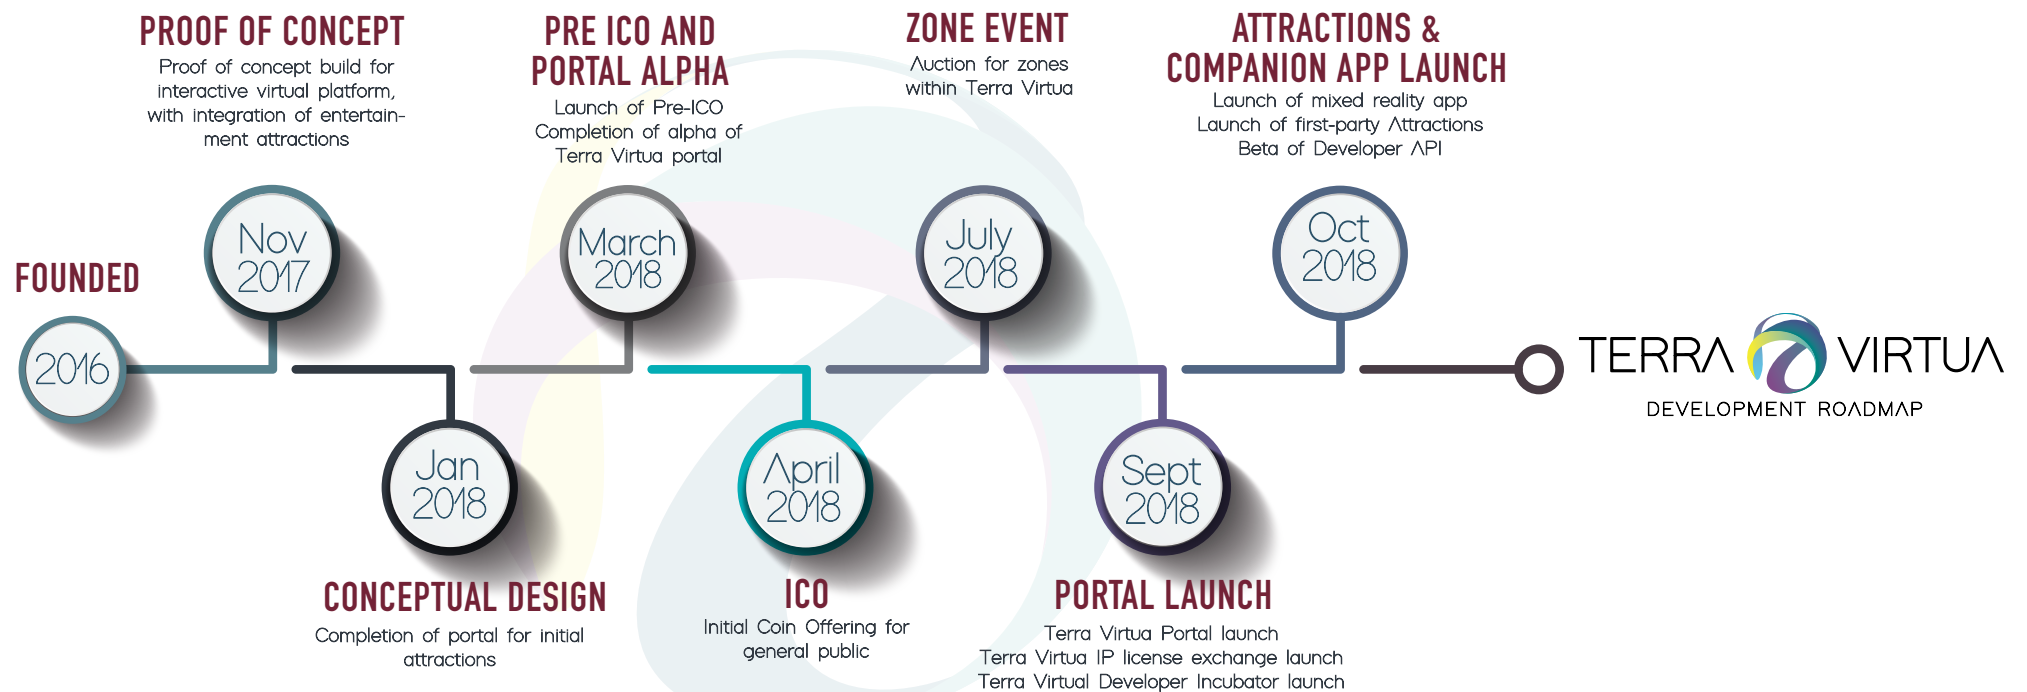 FOUNDED
2016
PROOF OF CONCEPT
Proof of concept build for
interactive virtual platform,
with integration of entertain-
ment attractions
Nov
2017
Jan
2018
CONCEPTUAL DESIGN
Completion of portal for initial
attractions
PRE ICO AND
PORTAL ALPHA
Launch of Pre-ICO
Completion of alpha of
Terra Virtua portal
March
2018
April
2018
ICO
Initial Coin Offering for
general public
ZONE EVENT
Auction for zones
within Terra Virtua
July
2018
Sept
2018
PORTAL LAUNCH
Terra Virtua Portal launch
Terra Virtua IP license exchange launch
Terra Virtual Developer Incubator launch
ATTRACTIONS &
COMPANION APP LAUNCH
Launch of mixed reality app
Launch of first-party Attractions
Beta of Developer API
Oct
2018
TERRA VIRTUA
DEVELOPMENT ROADMAP